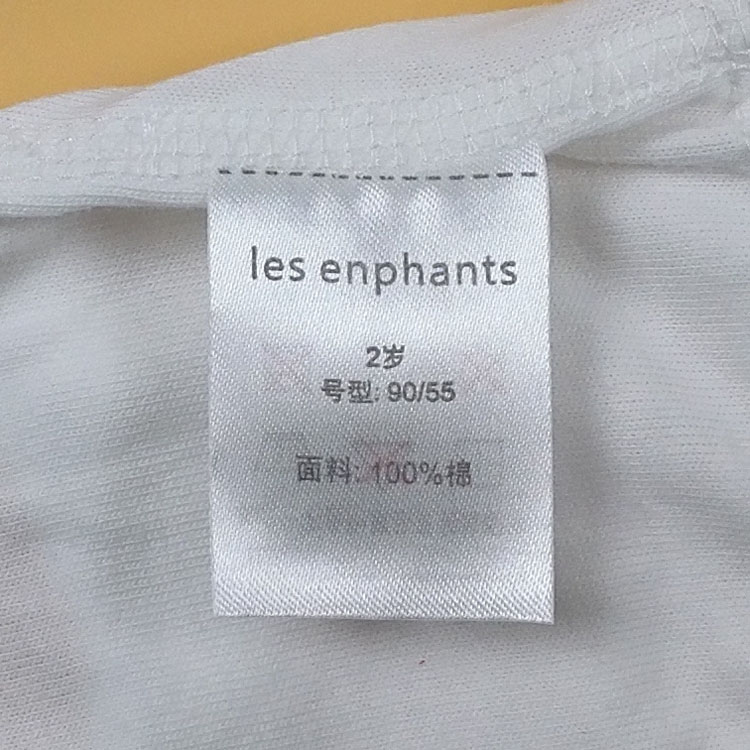 les enphants
2岁
号型: 90/55
面料: 100%棉